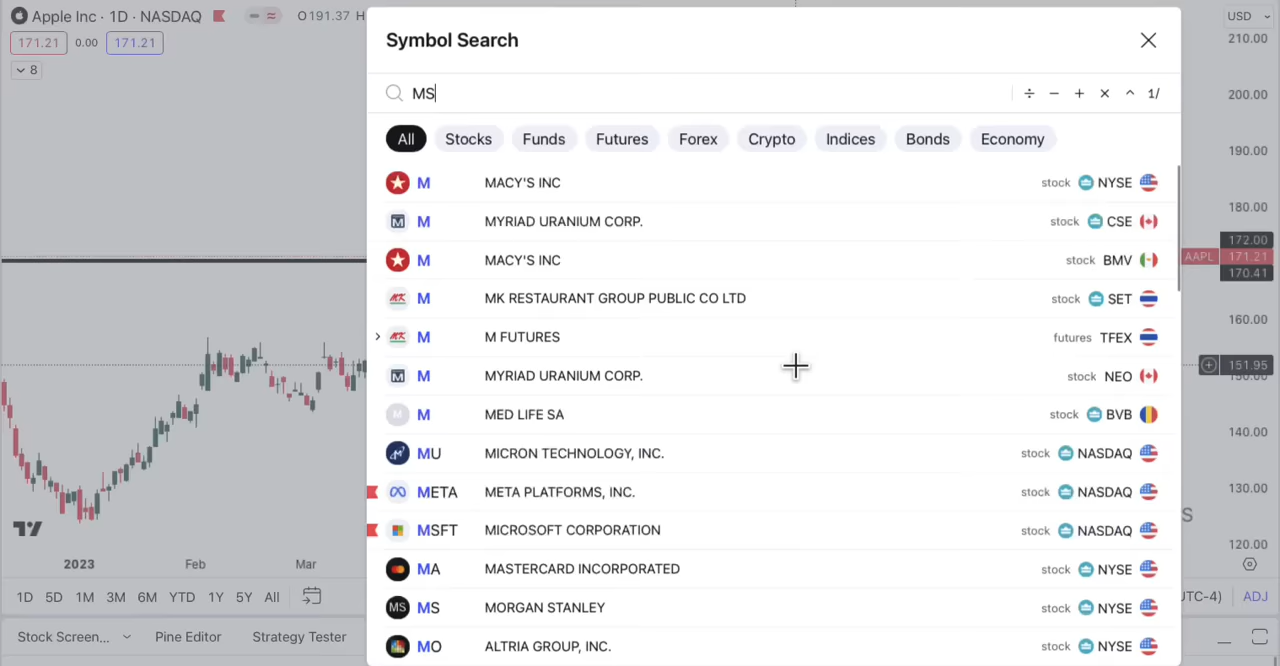 Apple Inc · 1D · NASDAQ
O 191.37 H
171.21 0.00 171.21
8
Symbol Search
MS
÷ − + × ^ 1/
All Stocks Funds Futures Forex Crypto Indices Bonds Economy
M MACY'S INC stock NYSE
M MYRIAD URANIUM CORP. stock CSE
M MACY'S INC stock BMV
M MK RESTAURANT GROUP PUBLIC CO LTD stock SET
M M FUTURES futures TFEX
M MYRIAD URANIUM CORP. stock NEO
M M MED LIFE SA stock BVB
MU MICRON TECHNOLOGY, INC. stock NASDAQ
META META PLATFORMS, INC. stock NASDAQ
MSFT MICROSOFT CORPORATION stock NASDAQ
MA MASTERCARD INCORPORATED stock NYSE
MS MS MORGAN STANLEY stock NYSE
MO ALTRIA GROUP, INC. stock NYSE
USD
210.00
200.00
190.00
180.00
172.00
AAPL 171.21
170.41
160.00
151.95
150.00
140.00
130.00
S
120.00
2023 Feb Mar
1D 5D 1M 3M 6M YTD 1Y 5Y All
UTC-4) ADJ
Stock Screen... Pine Editor Strategy Tester